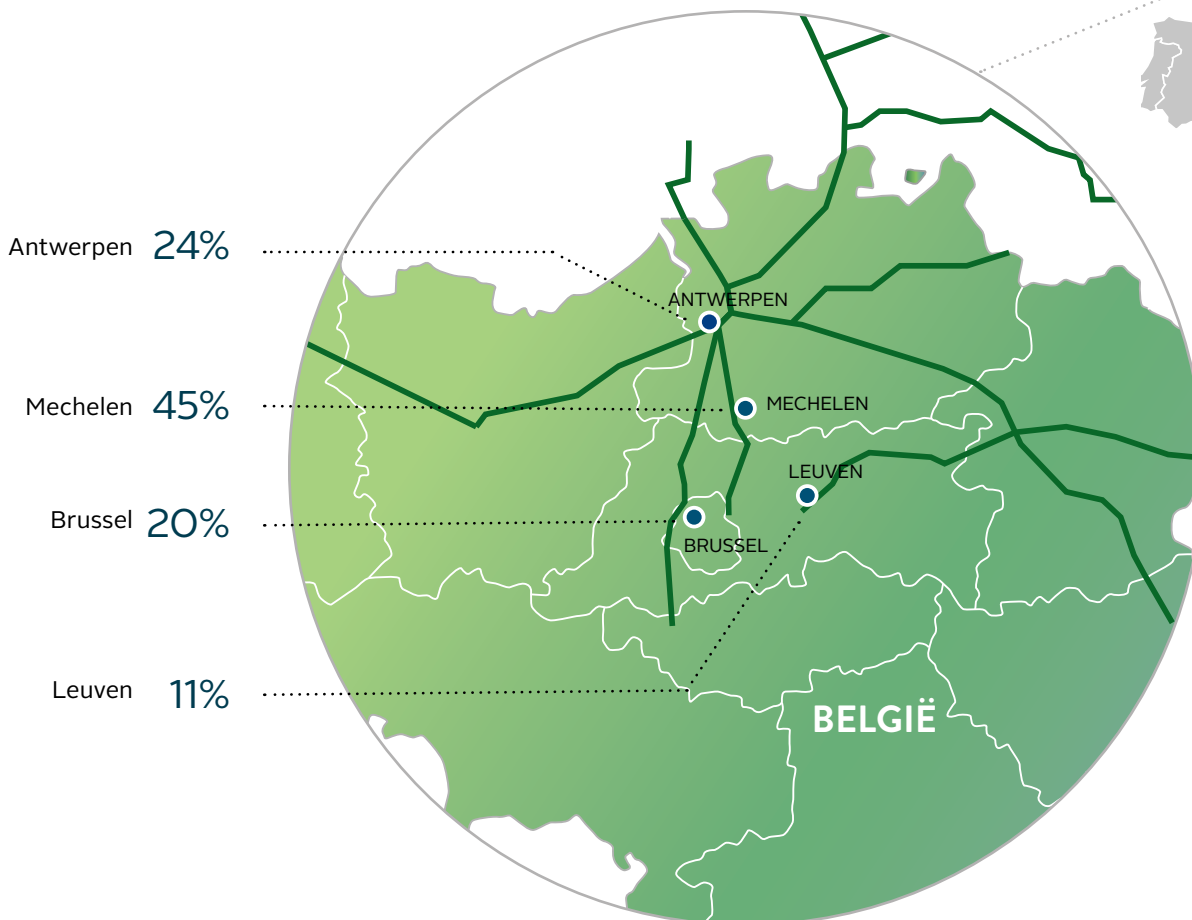 Antwerpen 24%
ANTWERPEN
Mechelen 45%
MECHELEN
LEUVEN
Brussel 20%
BRUSSEL
Leuven 11%
BELGIË